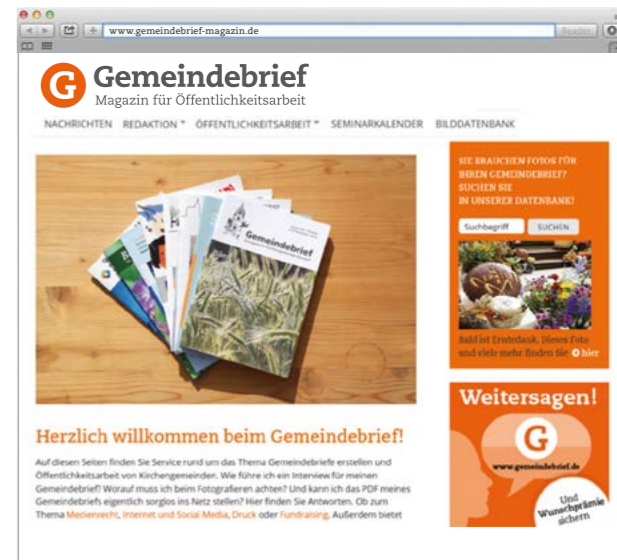 www.gemeindebrief-magazin.de
Reader
G Gemeindebrief
Magazin für Öffentlichkeitsarbeit
NACHRICHTEN REDAKTION ÖFFENTLICHKEITSARBEIT SEMINARKALENDER BILDDATENBANK
Gemeindebrief
SIE BRAUCHEN FOTOS FÜR
IHREN GEMEINDEBRIEF?
SUCHEN SIE
IN UNSERER DATENBANK!
Suchbegriff SUCHEN
Bald ist Erntedank. Dieses Foto
und viele mehr finden Sie hier
Herzlich willkommen beim Gemeindebrief!
Auf diesen Seiten finden Sie Service rund um das Thema Gemeindebriefe erstellen und
Öffentlichkeitsarbeit von Kirchengemeinden. Wie führe ich ein Interview für meinen
Gemeindebrief? Worauf muss ich beim Fotografieren achten? Und kann ich das PDF meines
Gemeindebriefs eigentlich sorglos ins Netz stellen? Hier finden Sie Antworten. Ob zum
Thema Medienrecht, Internet und Social Media, Druck oder Fundraising. Außerdem bietet
Weitersagen!
G
www.gemeindebrief.de
Und
Wunschprämie
sichern